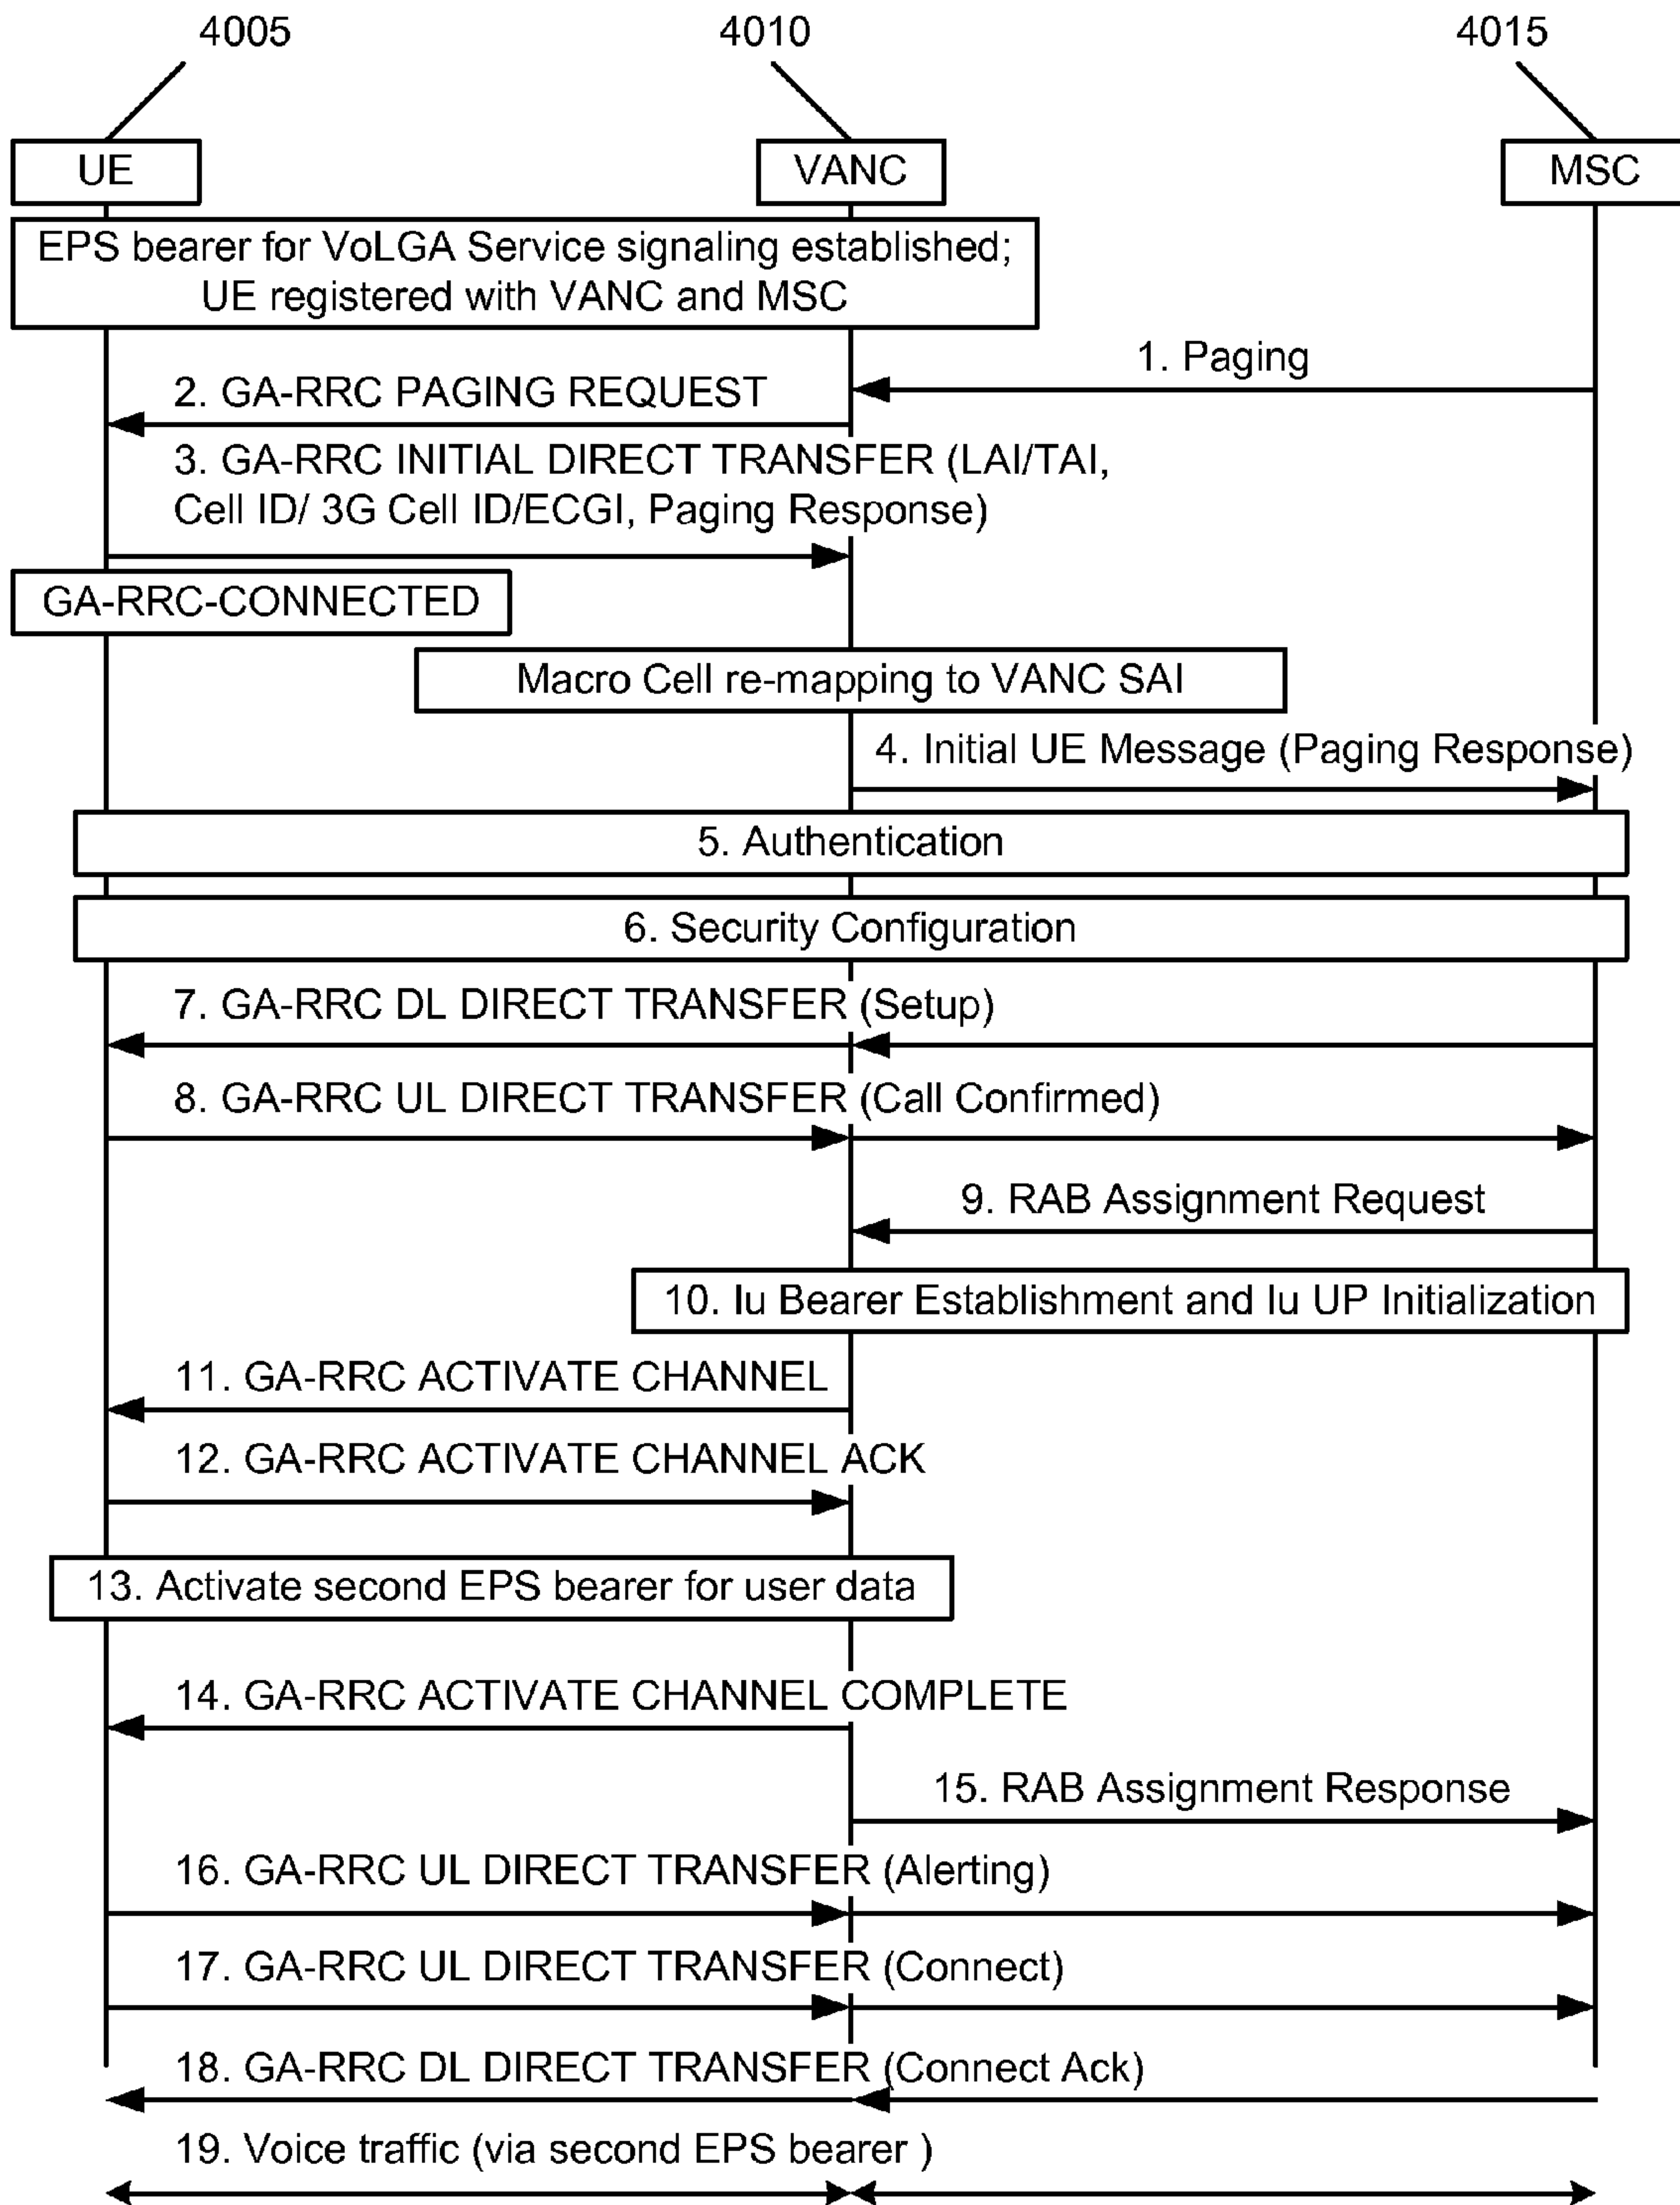 4005
4010
4015
UE
VANC
MSC
EPS bearer for VoLGA Service signaling established;
UE registered with VANC and MSC
1. Paging
2. GA-RRC PAGING REQUEST
3. GA-RRC INITIAL DIRECT TRANSFER (LAI/TAI,
Cell ID/ 3G Cell ID/ECGI, Paging Response)
GA-RRC-CONNECTED
Macro Cell re-mapping to VANC SAI
4. Initial UE Message (Paging Response)
5. Authentication
6. Security Configuration
7. GA-RRC DL DIRECT TRANSFER (Setup)
8. GA-RRC UL DIRECT TRANSFER (Call Confirmed)
9. RAB Assignment Request
10. Iu Bearer Establishment and Iu UP Initialization
11. GA-RRC ACTIVATE CHANNEL
12. GA-RRC ACTIVATE CHANNEL ACK
13. Activate second EPS bearer for user data
14. GA-RRC ACTIVATE CHANNEL COMPLETE
15. RAB Assignment Response
16. GA-RRC UL DIRECT TRANSFER (Alerting)
17. GA-RRC UL DIRECT TRANSFER (Connect)
18. GA-RRC DL DIRECT TRANSFER (Connect Ack)
19. Voice traffic (via second EPS bearer )